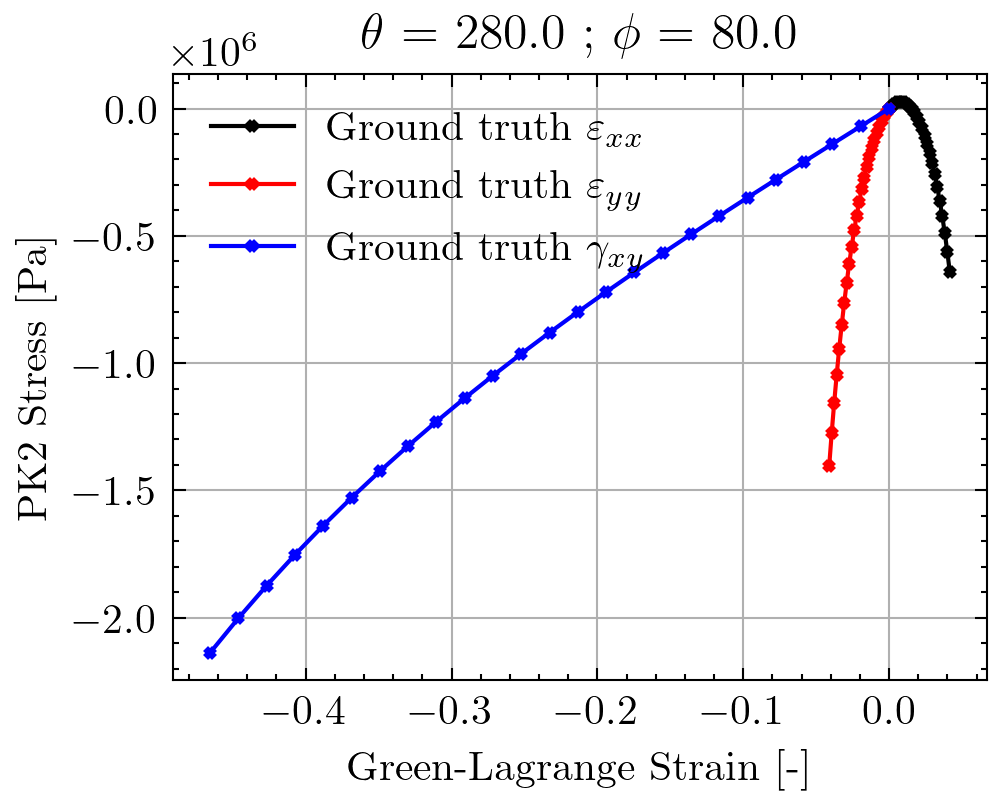 θ = 280.0 ; ϕ = 80.0
×10⁶
0.0
−0.5
−1.0
−1.5
−2.0
PK2 Stress [Pa]
Ground truth ε_xx
Ground truth ε_yy
Ground truth γ_xy
−0.4 −0.3 −0.2 −0.1 0.0
Green-Lagrange Strain [-]